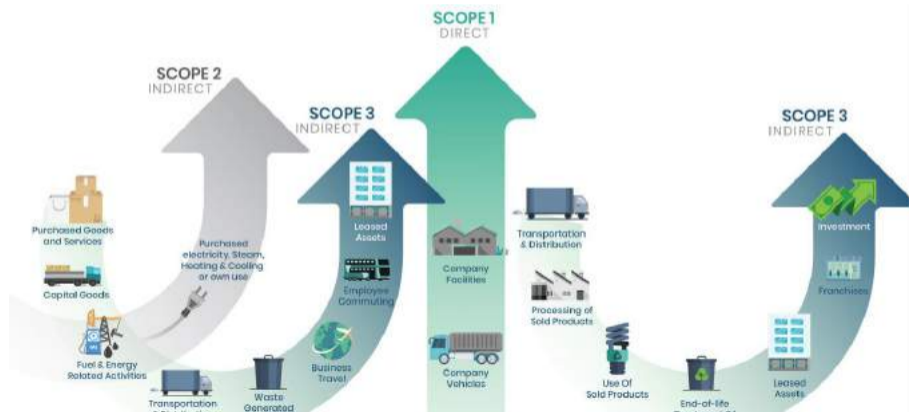 SCOPE 1
DIRECT
SCOPE 2
INDIRECT
SCOPE 3
INDIRECT
SCOPE 3
INDIRECT
Purchased Goods
and Services
Capital Goods
Fuel & Energy
Related Activities
Purchased
electricity, Steam,
Heating & Cooling
or own use
Transportation
Waste
Generated
Business
Travel
Employee
Commuting
Leased
Assets
Company
Facilities
Company
Vehicles
Transportation
& Distribution
Processing of
Sold Products
Use Of
Sold Products
End-of-life
Leased
Assets
Franchises
Investment